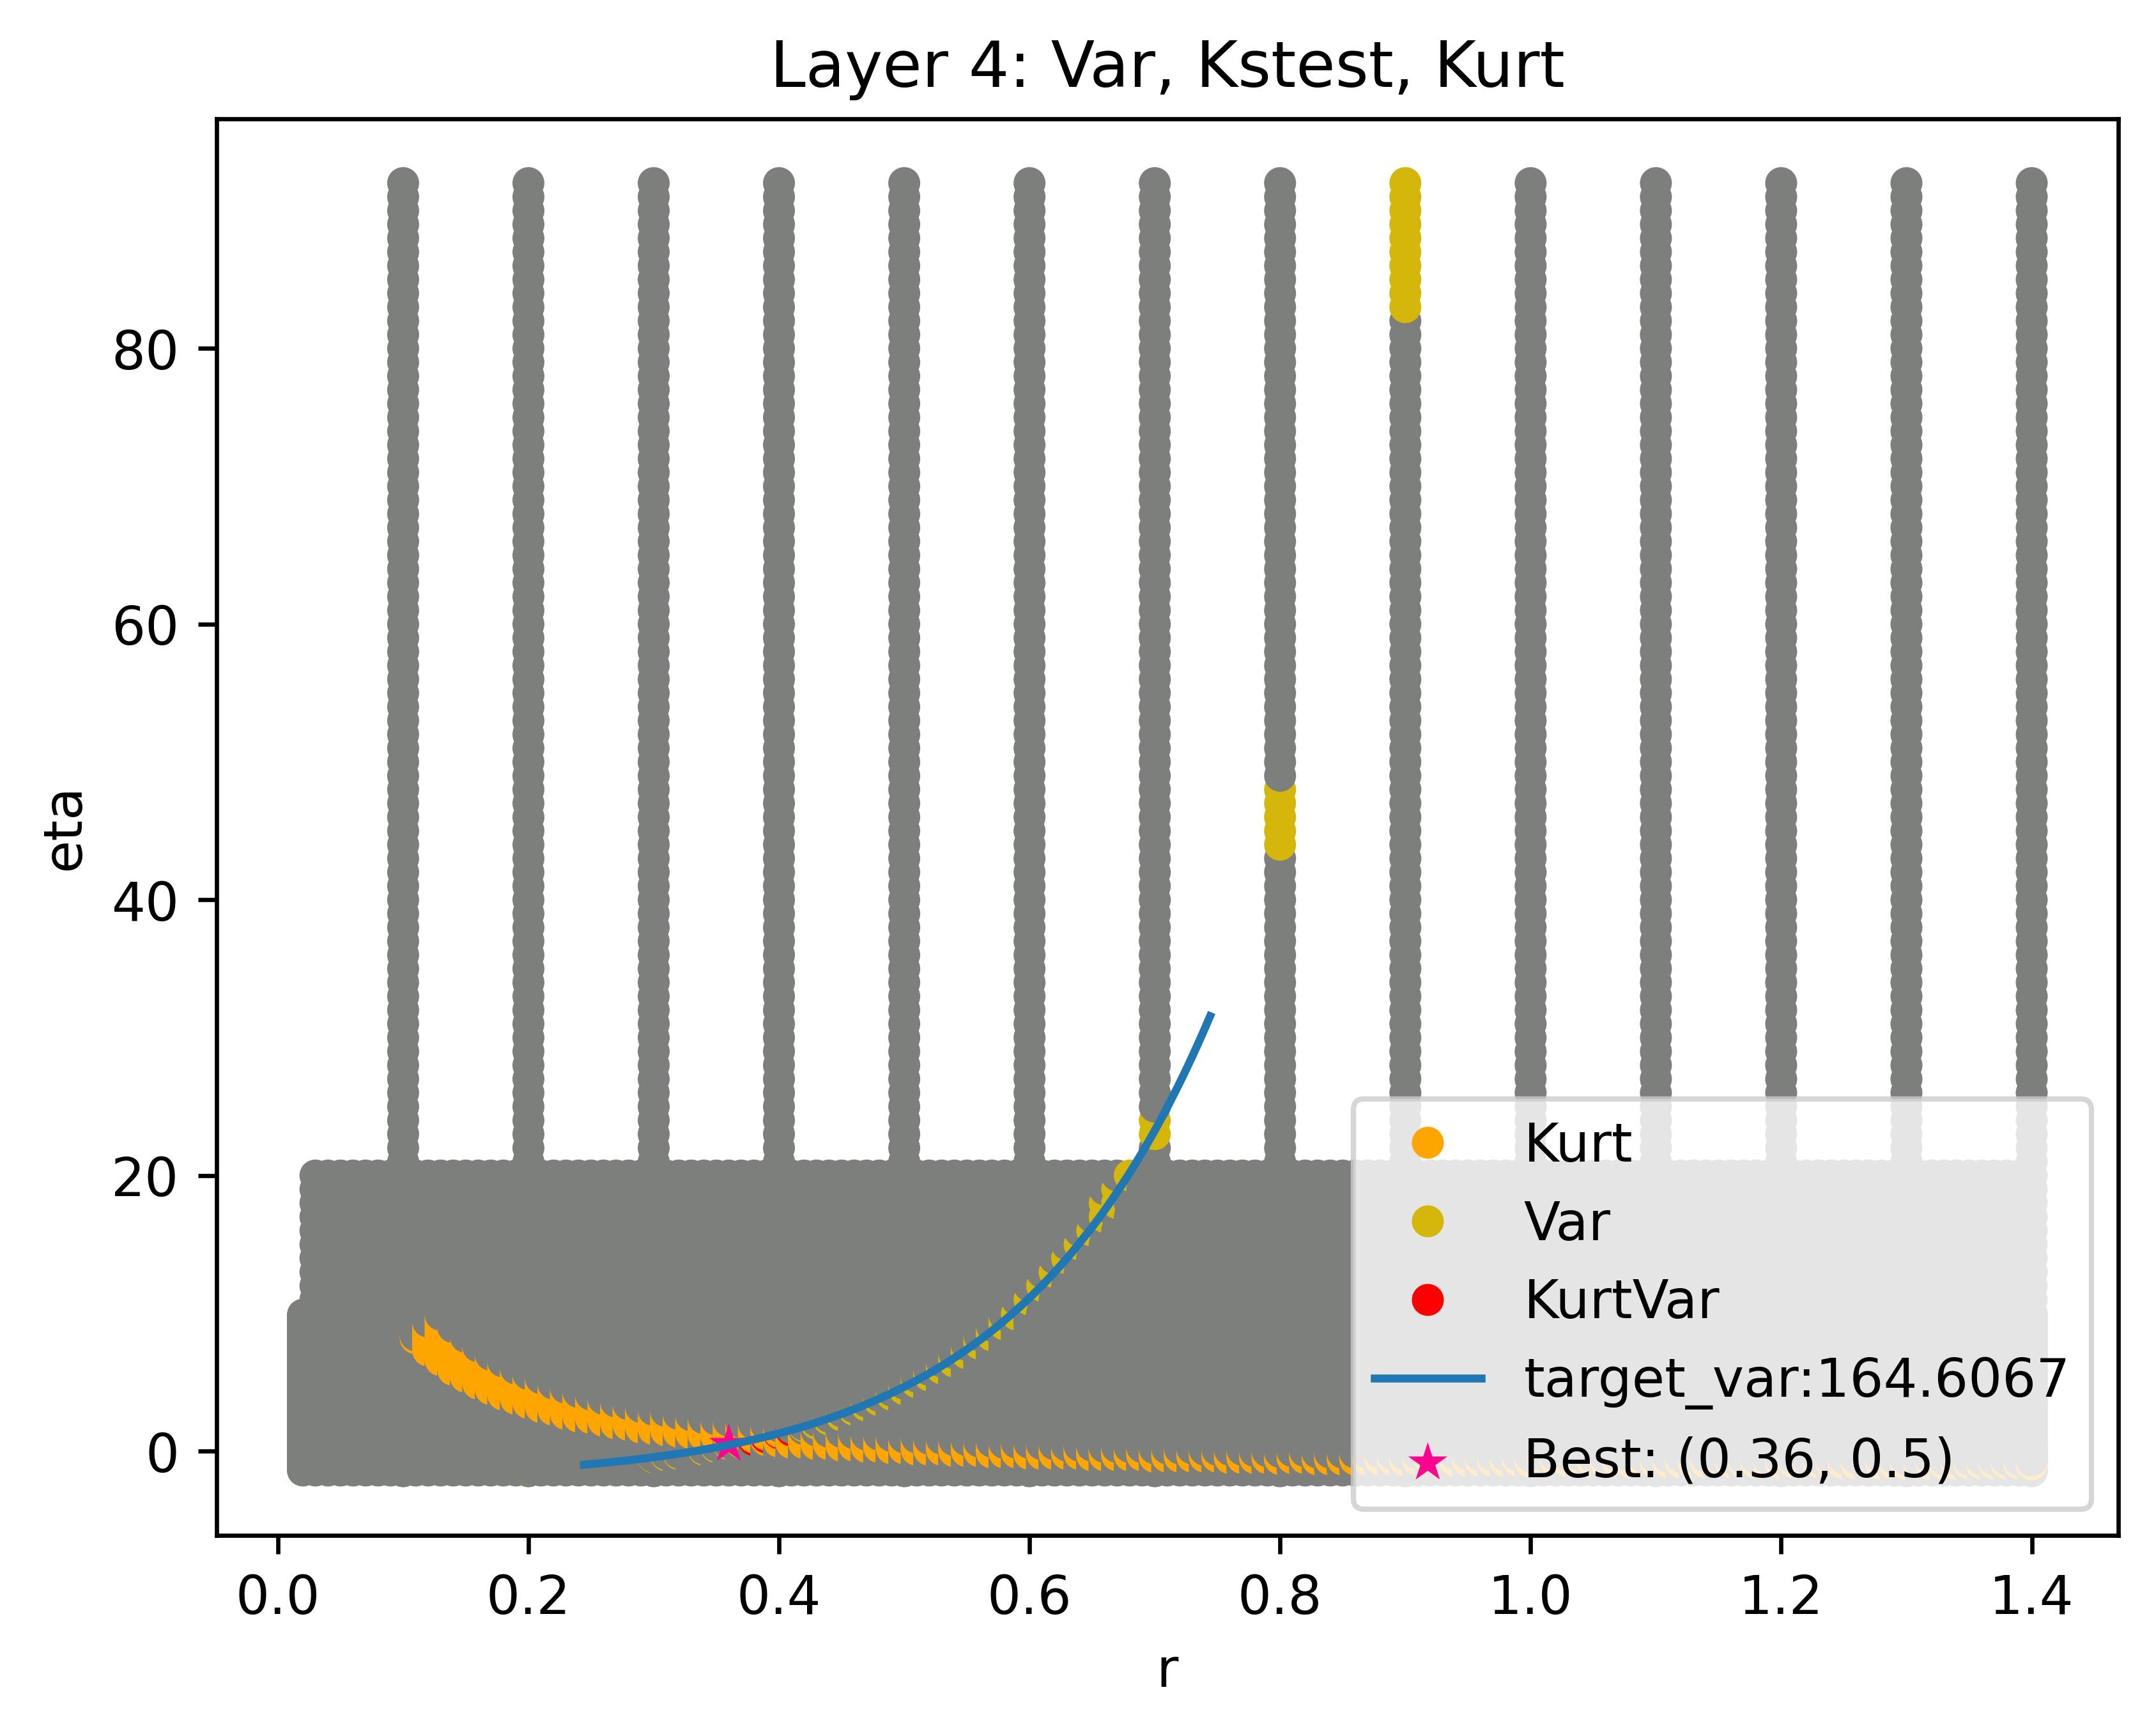 Layer 4: Var, Kstest, Kurt
eta
80
60
40
20
0
Kurt
Var
KurtVar
target_var:164.6067
Best: (0.36, 0.5)
0.0 0.2 0.4 0.6 0.8 1.0 1.2 1.4
r